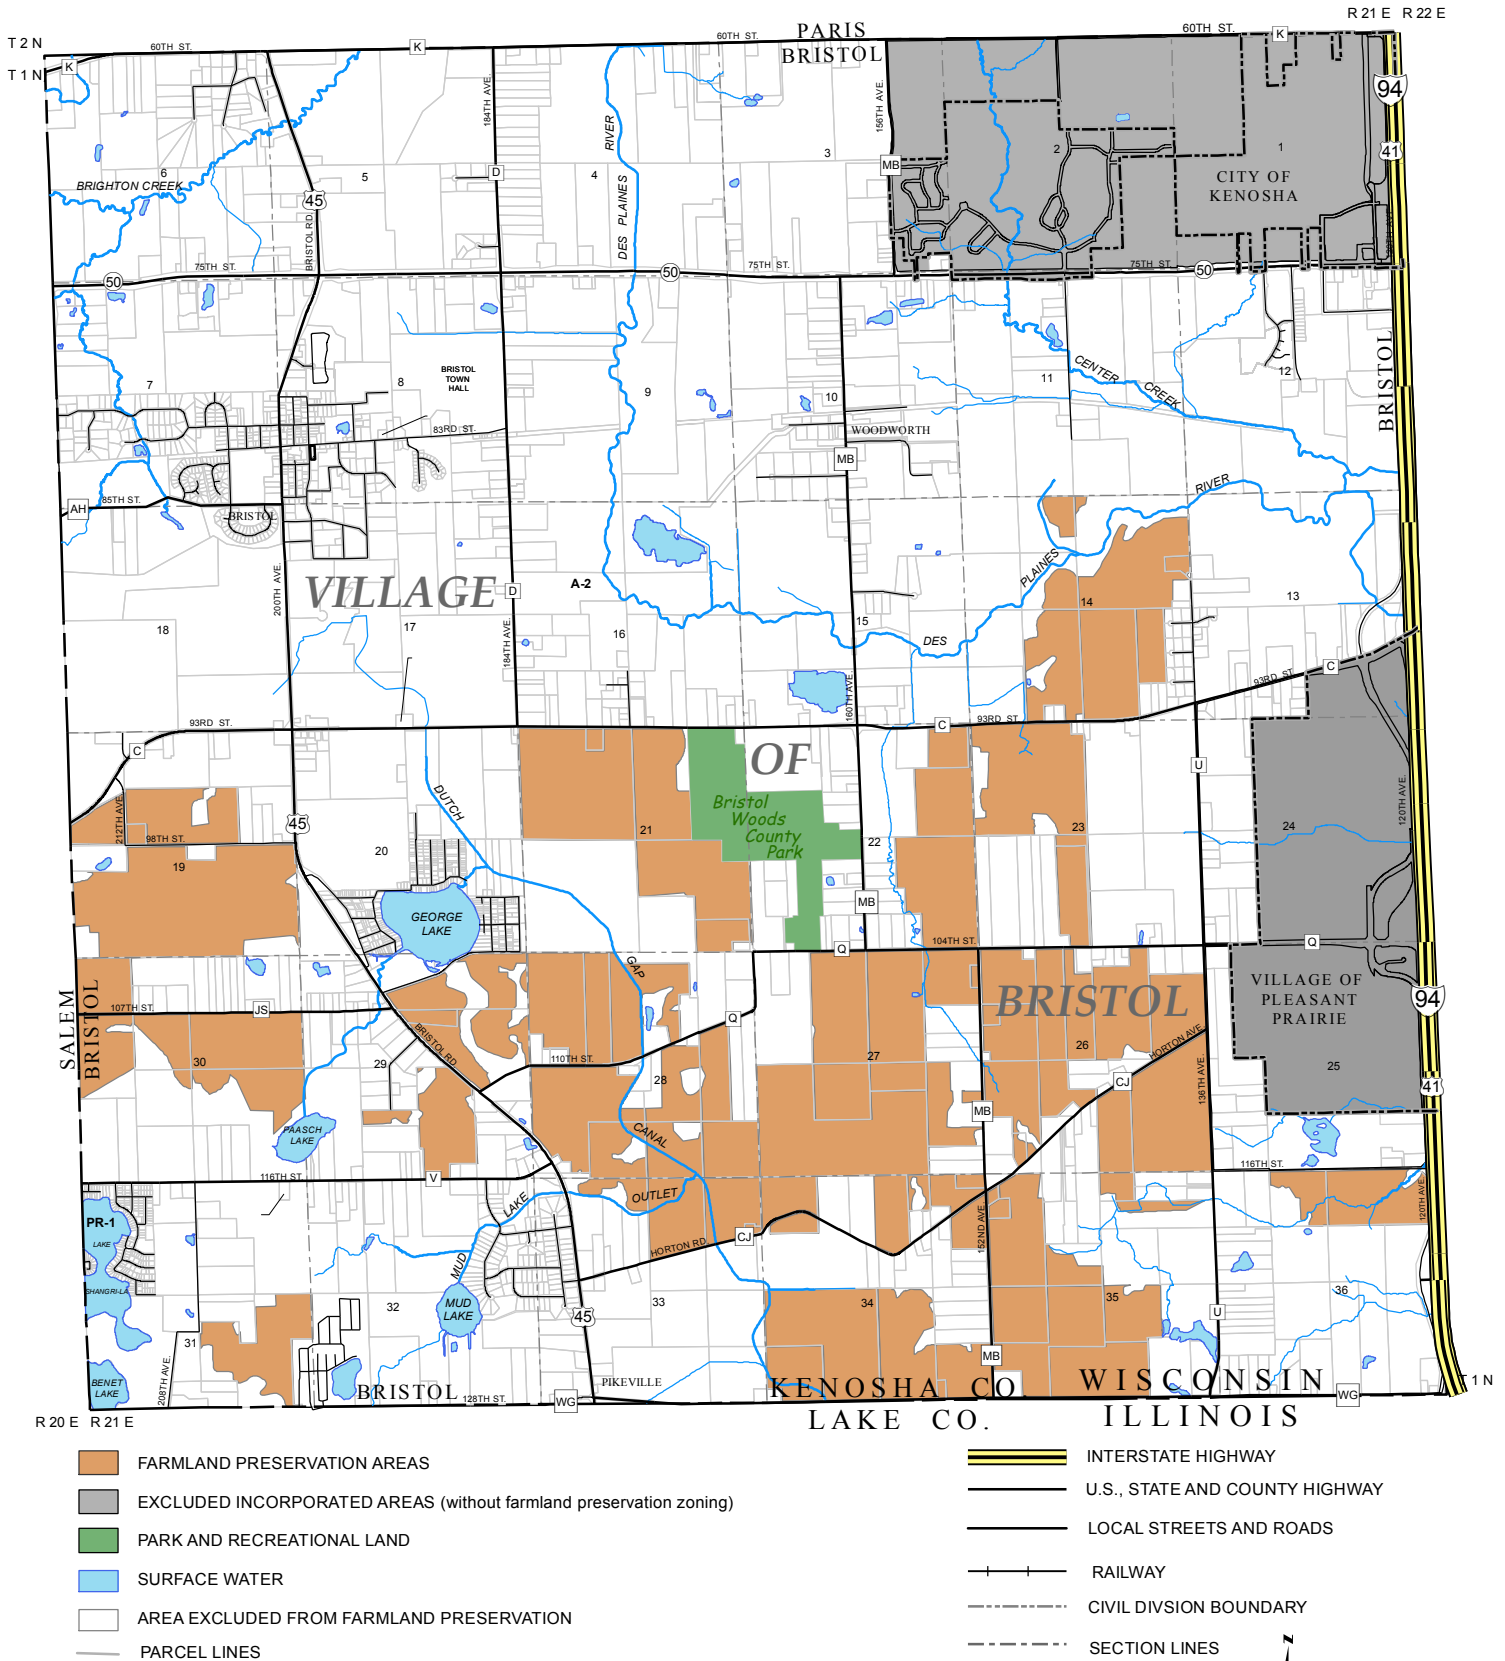 R 21 E R 22 E
T 2 N
T 1 N
60TH ST.
K
60TH ST.
PARIS
BRISTOL
60TH ST.
K
K
94
184TH AVE.
RIVER
156TH AVE.
3
2
1
41
BRIGHTON CREEK
6
5
D
4
MB
CITY OF
KENOSHA
45
BRISTOL RD.
DES PLAINES
75TH ST.
50
50
75TH ST.
75TH ST.
50
7
8
BRISTOL
TOWN
HALL
9
10
11
CENTER
CREEK
12
BRISTOL
83RD ST.
WOODWORTH
MB
85TH ST.
AH
BRISTOL
RIVER
200TH AVE.
VILLAGE
D
A-2
PLAINES
14
13
18
17
184TH AVE.
16
15
DES
160TH AVE.
93RD ST.
C
93RD ST.
C
93RD ST.
C
OF
U
212TH AVE.
98TH ST.
45
DUTCH
Bristol
Woods
County
Park
21
22
23
24
120TH AVE.
19
20
GEORGE
LAKE
MB
GAP
Q
104TH ST.
Q
SALEM
BRISTOL
107TH ST.
JS
BRISTOL RD
Q
BRISTOL
VILLAGE OF
PLEASANT
PRAIRIE
94
30
29
110TH ST.
28
27
26
HORTON AVE.
25
CJ
136TH AVE.
41
PAASCH
LAKE
CANAL
MB
116TH ST.
V
116TH ST.
PR-1
LAKE
SHANGRI-LA
LAKE
OUTLET
152ND AVE.
120TH AVE.
HORTON RD.
CJ
MUD
MUD
LAKE
32
45
33
34
35
36
U
31
208TH AVE.
BENET
LAKE
MB
BRISTOL
128TH ST.
WG
PIKEVILLE
KENOSHA CO.
WISCONSIN
WG
T 1 N
R 20 E R 21 E
LAKE CO.
ILLINOIS
FARMLAND PRESERVATION AREAS
EXCLUDED INCORPORATED AREAS (without farmland preservation zoning)
PARK AND RECREATIONAL LAND
SURFACE WATER
AREA EXCLUDED FROM FARMLAND PRESERVATION
PARCEL LINES
INTERSTATE HIGHWAY
U.S., STATE AND COUNTY HIGHWAY
LOCAL STREETS AND ROADS
RAILWAY
CIVIL DIVSION BOUNDARY
SECTION LINES